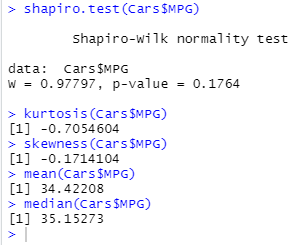 > shapiro.test(Cars$MPG)
Shapiro-Wilk normality test
data:  Cars$MPG
W = 0.97797, p-value = 0.1764
> kurtosis(Cars$MPG)
[1] -0.7054604
> skewness(Cars$MPG)
[1] -0.1714104
> mean(Cars$MPG)
[1] 34.42208
> median(Cars$MPG)
[1] 35.15273
>